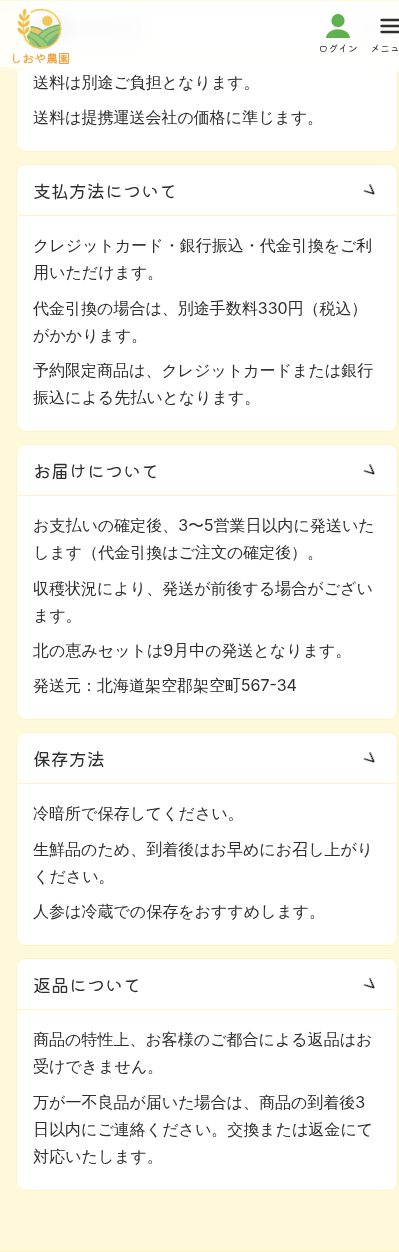 しおや農園
ログイン
メニュ
送料は別途ご負担となります。
送料は提携運送会社の価格に準じます。
支払方法について
クレジットカード・銀行振込・代金引換をご利
用いただけます。
代金引換の場合は、別途手数料330円（税込）
がかかります。
予約限定商品は、クレジットカードまたは銀行
振込による先払いとなります。
お届けについて
お支払いの確定後、3〜5営業日以内に発送いた
します（代金引換はご注文の確定後）。
収穫状況により、発送が前後する場合がござい
ます。
北の恵みセットは9月中の発送となります。
発送元：北海道架空郡架空町567-34
保存方法
冷暗所で保存してください。
生鮮品のため、到着後はお早めにお召し上がり
ください。
人参は冷蔵での保存をおすすめします。
返品について
商品の特性上、お客様のご都合による返品はお
受けできません。
万が一不良品が届いた場合は、商品の到着後3
日以内にご連絡ください。交換または返金にて
対応いたします。